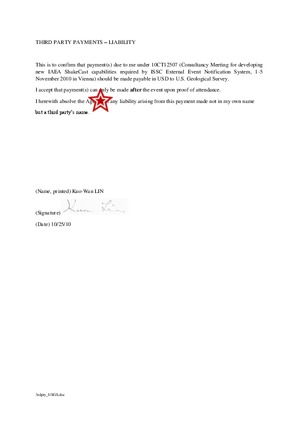 THIRD PARTY PAYMENTS – LIABILITY
This is to confirm that payment(s) due to me under 10CT12507 (Consultancy Meeting for developing
new IAEA ShakeCast capabilities required by ISSC External Event Notification System, 1-5
November 2010 in Vienna) should be made payable in USD to U.S. Geological Survey.
I accept that payment(s) can only be made after the event upon proof of attendance.
I herewith absolve the any liability arising from this payment made not in my own name
but a third party's name
(Name, printed) Kuo-Wan LIN
(Signature)
(Date) 10/25/10